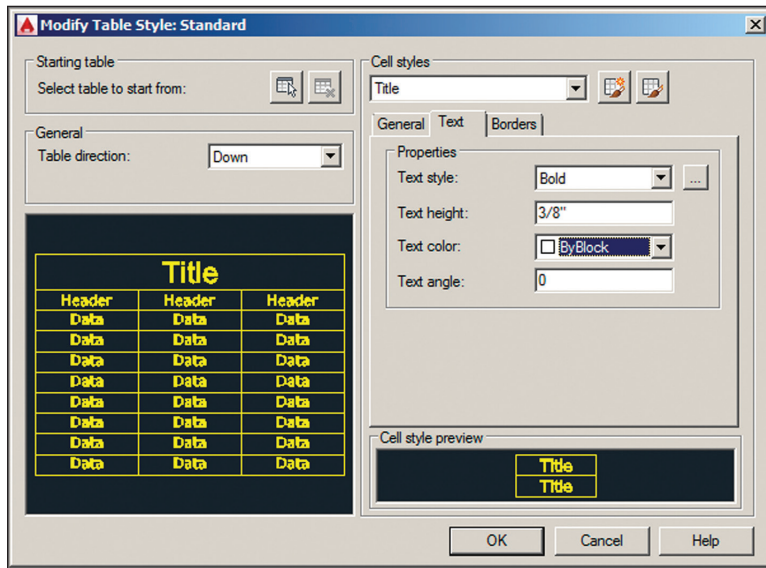 Modify Table Style: Standard
Starting table
Select table to start from:
General
Table direction:
Down
Title
Header Header Header
Data Data Data
Data Data Data
Data Data Data
Data Data Data
Data Data Data
Data Data Data
Data Data Data
Data Data Data
Cell styles
Title
General Text Borders
Properties
Text style:
Bold
...
Text height:
3/8"
Text color:
ByBlock
Text angle:
0
Cell style preview
Title
Title
OK Cancel Help